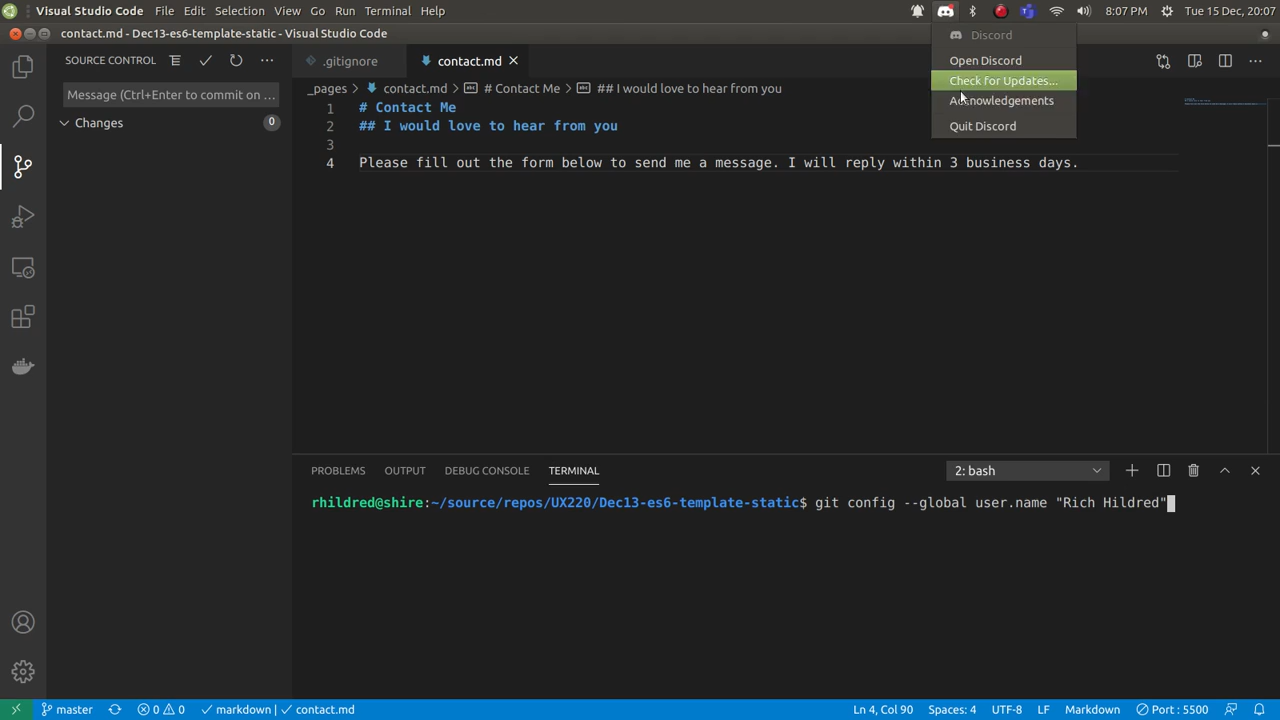 Visual Studio Code File Edit Selection View Go Run Terminal Help 8:07 PM Tue 15 Dec, 20:07
contact.md - Dec13-es6-template-static - Visual Studio Code
Discord
Open Discord
Check for Updates...
Acknowledgements
Quit Discord
SOURCE CONTROL
.gitignore contact.md
Message (Ctrl+Enter to commit on ...
Changes 0
_pages > contact.md > # Contact Me > ## I would love to hear from you
1 # Contact Me
2 ## I would love to hear from you
3
4 Please fill out the form below to send me a message. I will reply within 3 business days.
PROBLEMS OUTPUT DEBUG CONSOLE TERMINAL 2: bash
rhildred@shire:~/source/repos/UX220/Dec13-es6-template-static$ git config --global user.name "Rich Hildred"
master 0 0 markdown | contact.md Ln 4, Col 90 Spaces: 4 UTF-8 LF Markdown Port : 5500